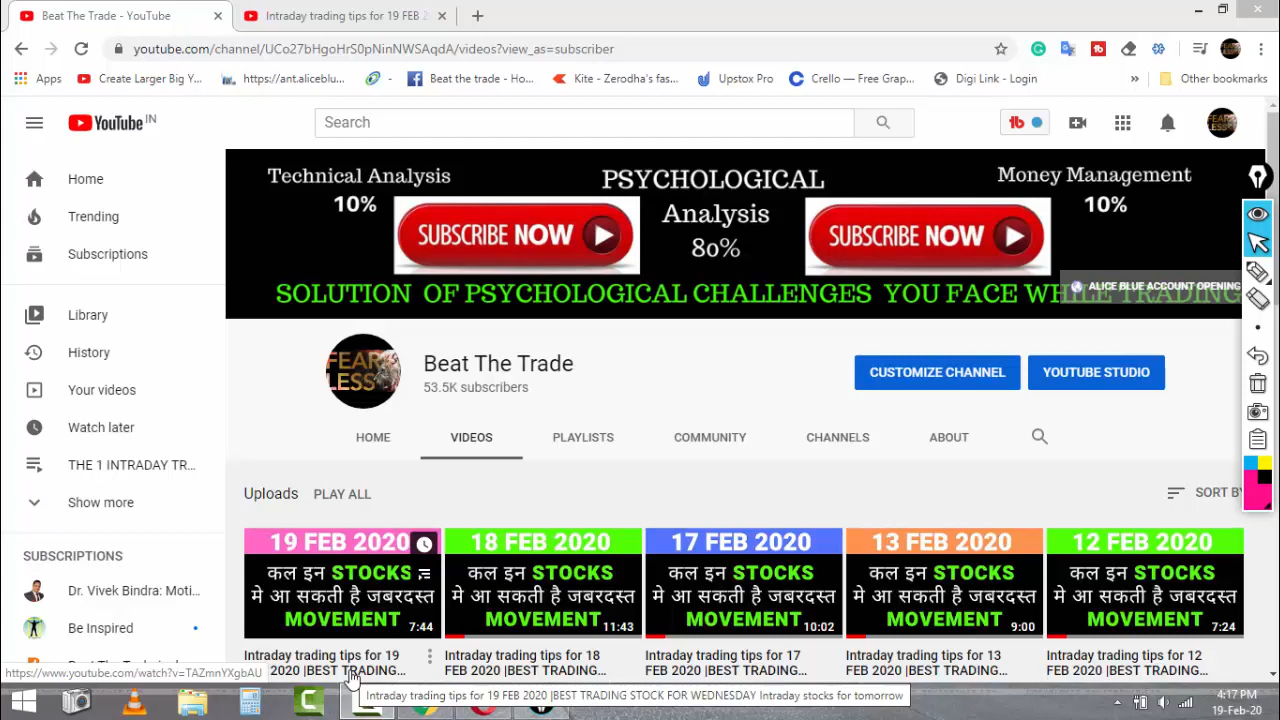 Beat The Trade - YouTube
Intraday trading tips for 19 FEB 2
youtube.com/channel/UCo27bHgoHrS0pNinNWSAqdA/videos?view_as=subscriber
Apps
Create Larger Big Y...
https://ant.aliceblu...
Beat the trade - Ho...
Kite - Zerodha's fas...
Upstox Pro
Crello — Free Grap...
Digi Link - Login
»
Other bookmarks
YouTube IN
Search
tb
Home
Trending
Subscriptions
Library
History
Your videos
Watch later
THE 1 INTRADAY TR...
Show more
SUBSCRIPTIONS
Dr. Vivek Bindra: Moti...
Be Inspired
Technical Analysis
10%
PSYCHOLOGICAL
Analysis
80%
Money Management
10%
SUBSCRIBE NOW
SUBSCRIBE NOW
SOLUTION OF PSYCHOLOGICAL CHALLENGES YOU FACE WHILE TRADING
ALICE BLUE ACCOUNT OPENING
FEAR
LESS
Beat The Trade
53.5K subscribers
CUSTOMIZE CHANNEL
YOUTUBE STUDIO
HOME
VIDEOS
PLAYLISTS
COMMUNITY
CHANNELS
ABOUT
Uploads
PLAY ALL
SORT BY
19 FEB 2020
कल इन STOCKS
मे आ सकती है जबरदस्त
MOVEMENT
7:44
Intraday trading tips for 19
FEB 2020 |BEST TRADING...
18 FEB 2020
कल इन STOCKS
मे आ सकती है जबरदस्त
MOVEMENT
11:43
Intraday trading tips for 18
FEB 2020 |BEST TRADING...
17 FEB 2020
कल इन STOCKS
मे आ सकती है जबरदस्त
MOVEMENT
10:02
Intraday trading tips for 17
FEB 2020 |BEST TRADING...
13 FEB 2020
कल इन STOCKS
मे आ सकती है जबरदस्त
MOVEMENT
9:00
Intraday trading tips for 13
FEB 2020 |BEST TRADING...
12 FEB 2020
कल इन STOCKS
मे आ सकती है जबरदस्त
MOVEMENT
7:24
Intraday trading tips for 12
FEB 2020 |BEST TRADING...
https://www.youtube.com/watch?v=TAZmnYXgbAU
Intraday trading tips for 19 FEB 2020 |BEST TRADING STOCK FOR WEDNESDAY Intraday stocks for tomorrow
4:17 PM
19-Feb-20